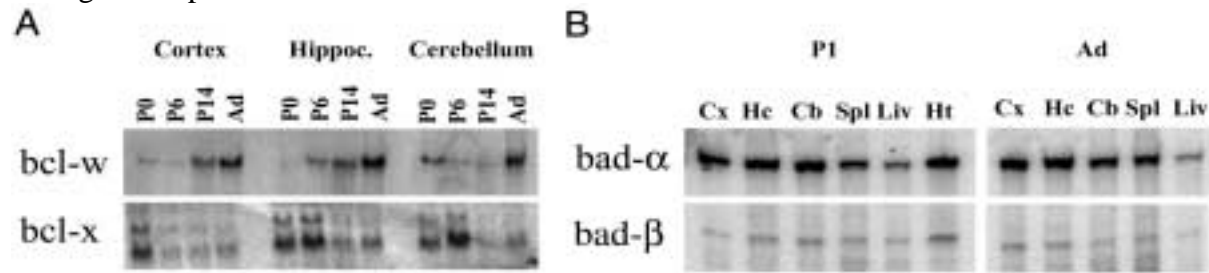 A
B
Cortex Hippoc. Cerebellum
P1 Ad
P0 P6 P14 Ad P0 P6 P14 Ad P0 P6 P14 Ad
Cx Hc Cb Spl Liv Ht Cx Hc Cb Spl Liv
bcl-w
bcl-x
bad-α
bad-β